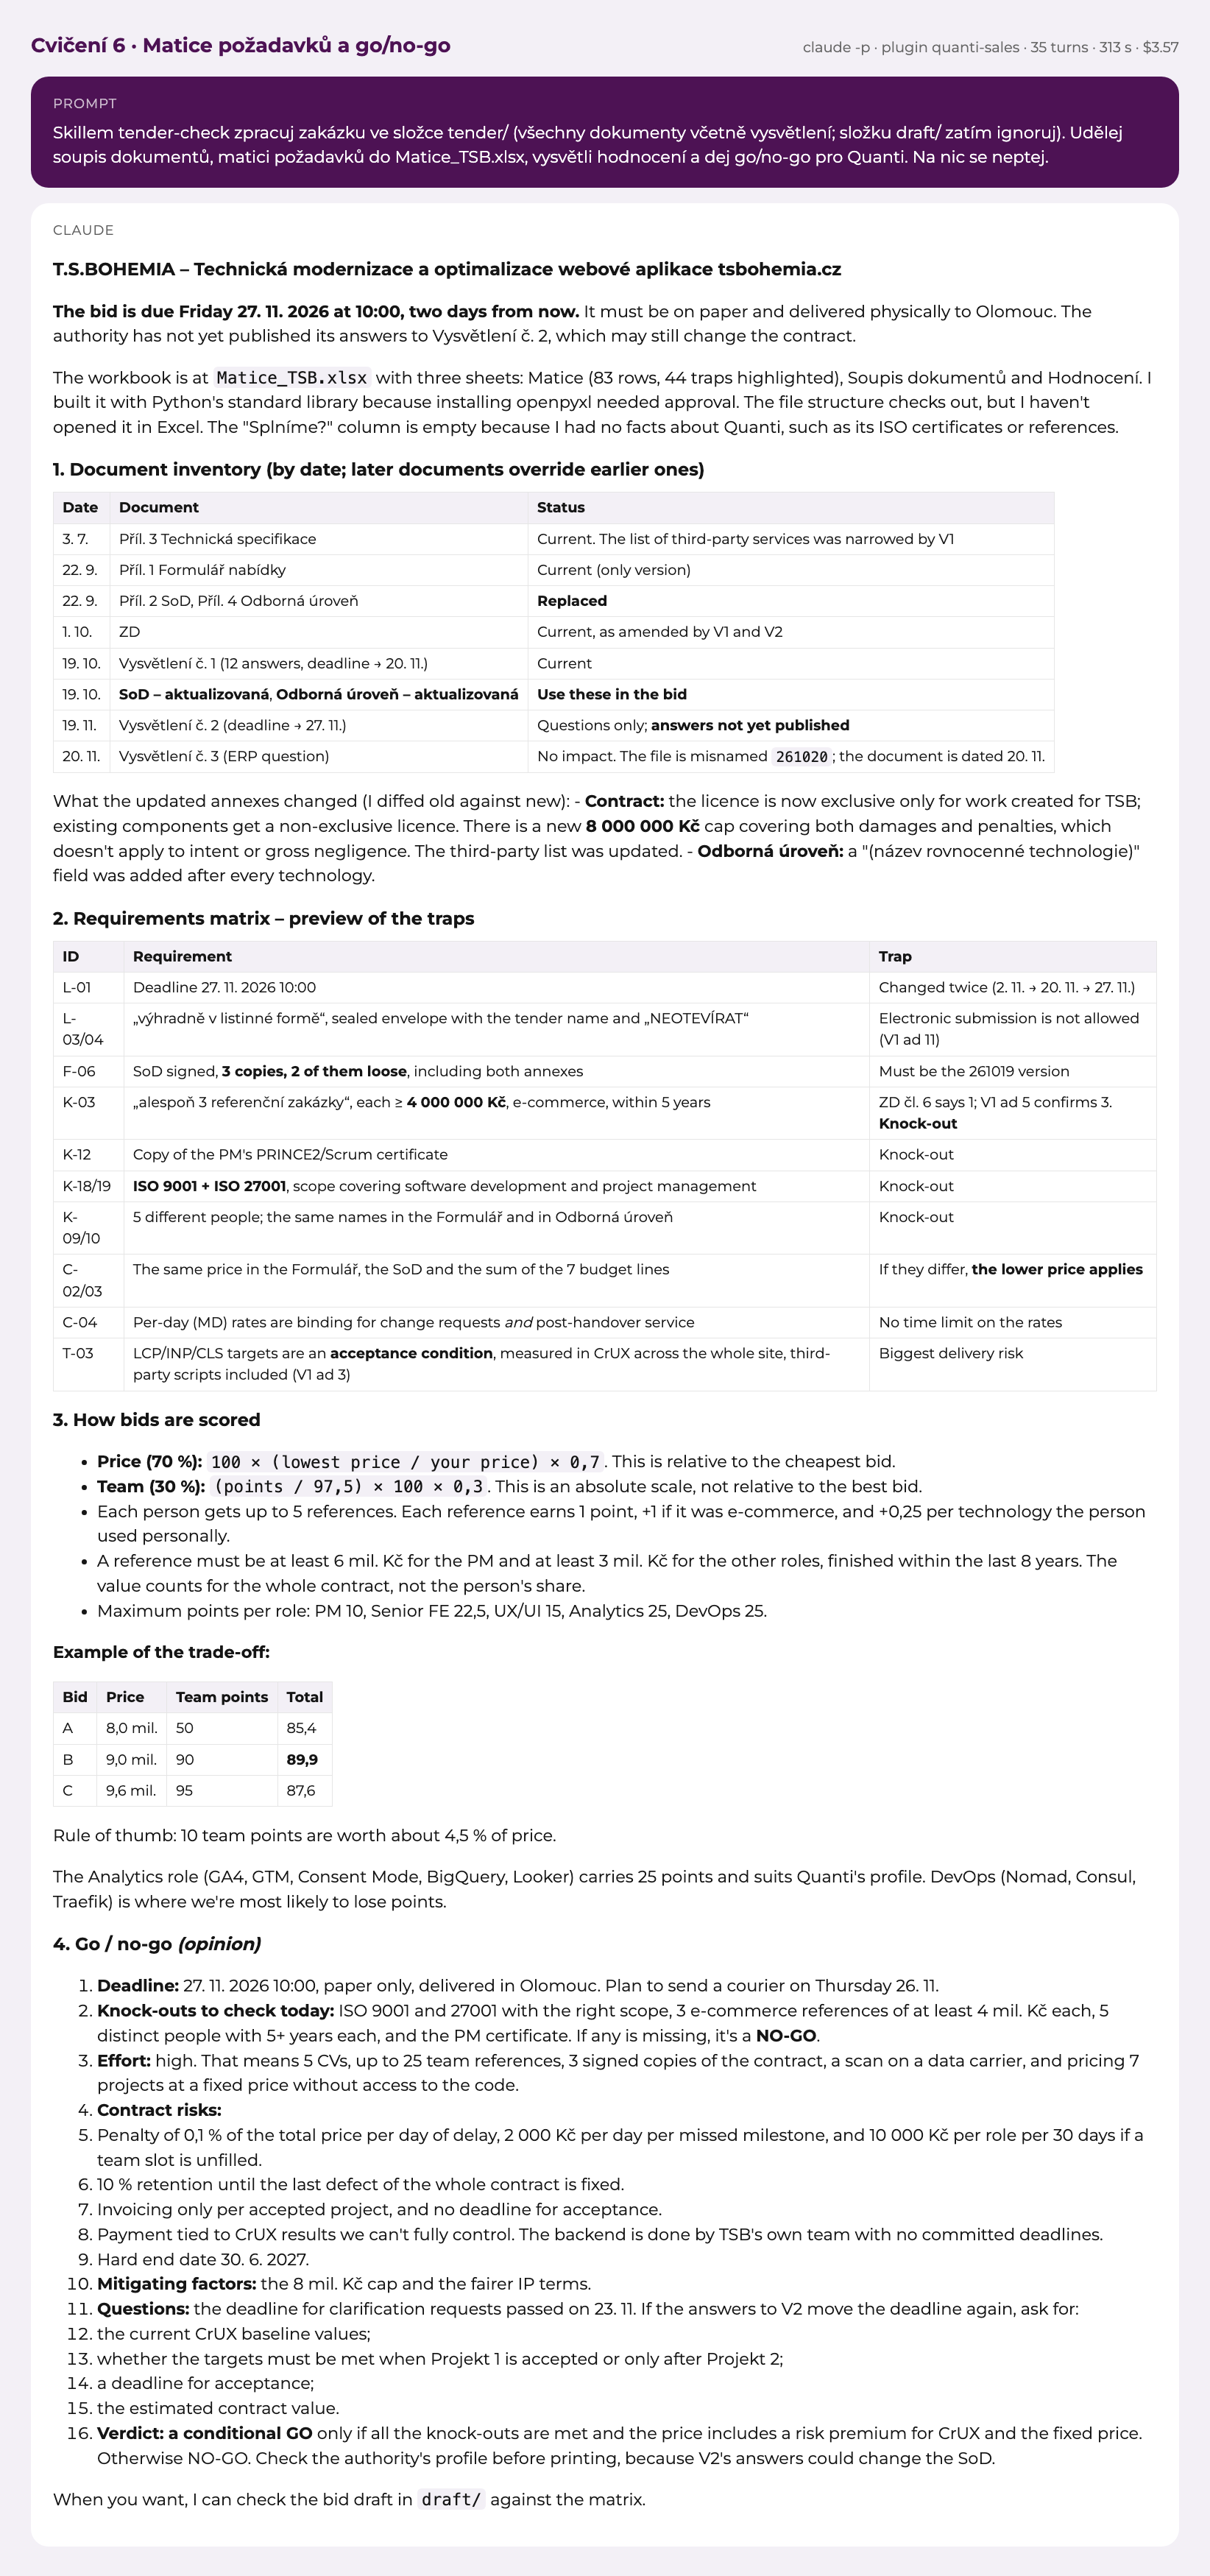 Cvičení 6 · Matice požadavků a go/no-go
claude -p · plugin quanti-sales · 35 turns · 313 s · $3.57
PROMPT
Skillem tender-check zpracuj zakázku ve složce tender/ (všechny dokumenty včetně vysvětlení; složku draft/ zatím ignoruj). Udělej
soupis dokumentů, matici požadavků do Matice_TSB.xlsx, vysvětli hodnocení a dej go/no-go pro Quanti. Na nic se neptej.
CLAUDE
T.S.BOHEMIA – Technická modernizace a optimalizace webové aplikace tsbohemia.cz
The bid is due Friday 27. 11. 2026 at 10:00, two days from now. It must be on paper and delivered physically to Olomouc. The
authority has not yet published its answers to Vysvětlení č. 2, which may still change the contract.
The workbook is at Matice_TSB.xlsx with three sheets: Matice (83 rows, 44 traps highlighted), Soupis dokumentů and Hodnocení. I
built it with Python's standard library because installing openpyxl needed approval. The file structure checks out, but I haven't
opened it in Excel. The "Splníme?" column is empty because I had no facts about Quanti, such as its ISO certificates or references.
1. Document inventory (by date; later documents override earlier ones)
Date Document Status
3. 7. Příl. 3 Technická specifikace Current. The list of third-party services was narrowed by V1
22. 9. Příl. 1 Formulář nabídky Current (only version)
22. 9. Příl. 2 SoD, Příl. 4 Odborná úroveň Replaced
1. 10. ZD Current, as amended by V1 and V2
19. 10. Vysvětlení č. 1 (12 answers, deadline → 20. 11.) Current
19. 10. SoD – aktualizovaná, Odborná úroveň – aktualizovaná Use these in the bid
19. 11. Vysvětlení č. 2 (deadline → 27. 11.) Questions only; answers not yet published
20. 11. Vysvětlení č. 3 (ERP question) No impact. The file is misnamed 261020; the document is dated 20. 11.
What the updated annexes changed (I diffed old against new): - Contract: the licence is now exclusive only for work created for TSB;
existing components get a non-exclusive licence. There is a new 8 000 000 Kč cap covering both damages and penalties, which
doesn't apply to intent or gross negligence. The third-party list was updated. - Odborná úroveň: a "(název rovnocenné technologie)"
field was added after every technology.
2. Requirements matrix – preview of the traps
ID Requirement Trap
L-01 Deadline 27. 11. 2026 10:00 Changed twice (2. 11. → 20. 11. → 27. 11.)
L-
03/04
„výhradně v listinné formě“, sealed envelope with the tender name and „NEOTEVÍRAT“
Electronic submission is not allowed
(V1 ad 11)
F-06 SoD signed, 3 copies, 2 of them loose, including both annexes Must be the 261019 version
K-03 „alespoň 3 referenční zakázky“, each ≥ 4 000 000 Kč, e-commerce, within 5 years ZD čl. 6 says 1; V1 ad 5 confirms 3.
Knock-out
K-12 Copy of the PM's PRINCE2/Scrum certificate Knock-out
K-18/19 ISO 9001 + ISO 27001, scope covering software development and project management Knock-out
K-
09/10
5 different people; the same names in the Formulář and in Odborná úroveň Knock-out
C-
02/03
The same price in the Formulář, the SoD and the sum of the 7 budget lines If they differ, the lower price applies
C-04 Per-day (MD) rates are binding for change requests and post-handover service No time limit on the rates
T-03 LCP/INP/CLS targets are an acceptance condition, measured in CrUX across the whole site, third-
party scripts included (V1 ad 3)
Biggest delivery risk
3. How bids are scored
• Price (70 %): 100 × (lowest price / your price) × 0,7. This is relative to the cheapest bid.
• Team (30 %): (points / 97,5) × 100 × 0,3. This is an absolute scale, not relative to the best bid.
• Each person gets up to 5 references. Each reference earns 1 point, +1 if it was e-commerce, and +0,25 per technology the person
used personally.
• A reference must be at least 6 mil. Kč for the PM and at least 3 mil. Kč for the other roles, finished within the last 8 years. The
value counts for the whole contract, not the person's share.
• Maximum points per role: PM 10, Senior FE 22,5, UX/UI 15, Analytics 25, DevOps 25.
Example of the trade-off:
Bid Price Team points Total
A 8,0 mil. 50 85,4
B 9,0 mil. 90 89,9
C 9,6 mil. 95 87,6
Rule of thumb: 10 team points are worth about 4,5 % of price.
The Analytics role (GA4, GTM, Consent Mode, BigQuery, Looker) carries 25 points and suits Quanti's profile. DevOps (Nomad, Consul,
Traefik) is where we're most likely to lose points.
4. Go / no-go (opinion)
1. Deadline: 27. 11. 2026 10:00, paper only, delivered in Olomouc. Plan to send a courier on Thursday 26. 11.
2. Knock-outs to check today: ISO 9001 and 27001 with the right scope, 3 e-commerce references of at least 4 mil. Kč each, 5
distinct people with 5+ years each, and the PM certificate. If any is missing, it's a NO-GO.
3. Effort: high. That means 5 CVs, up to 25 team references, 3 signed copies of the contract, a scan on a data carrier, and pricing 7
projects at a fixed price without access to the code.
4. Contract risks:
5. Penalty of 0,1 % of the total price per day of delay, 2 000 Kč per day per missed milestone, and 10 000 Kč per role per 30 days if a
team slot is unfilled.
6. 10 % retention until the last defect of the whole contract is fixed.
7. Invoicing only per accepted project, and no deadline for acceptance.
8. Payment tied to CrUX results we can't fully control. The backend is done by TSB's own team with no committed deadlines.
9. Hard end date 30. 6. 2027.
10. Mitigating factors: the 8 mil. Kč cap and the fairer IP terms.
11. Questions: the deadline for clarification requests passed on 23. 11. If the answers to V2 move the deadline again, ask for:
12. the current CrUX baseline values;
13. whether the targets must be met when Projekt 1 is accepted or only after Projekt 2;
14. a deadline for acceptance;
15. the estimated contract value.
16. Verdict: a conditional GO only if all the knock-outs are met and the price includes a risk premium for CrUX and the fixed price.
Otherwise NO-GO. Check the authority's profile before printing, because V2's answers could change the SoD.
When you want, I can check the bid draft in draft/ against the matrix.